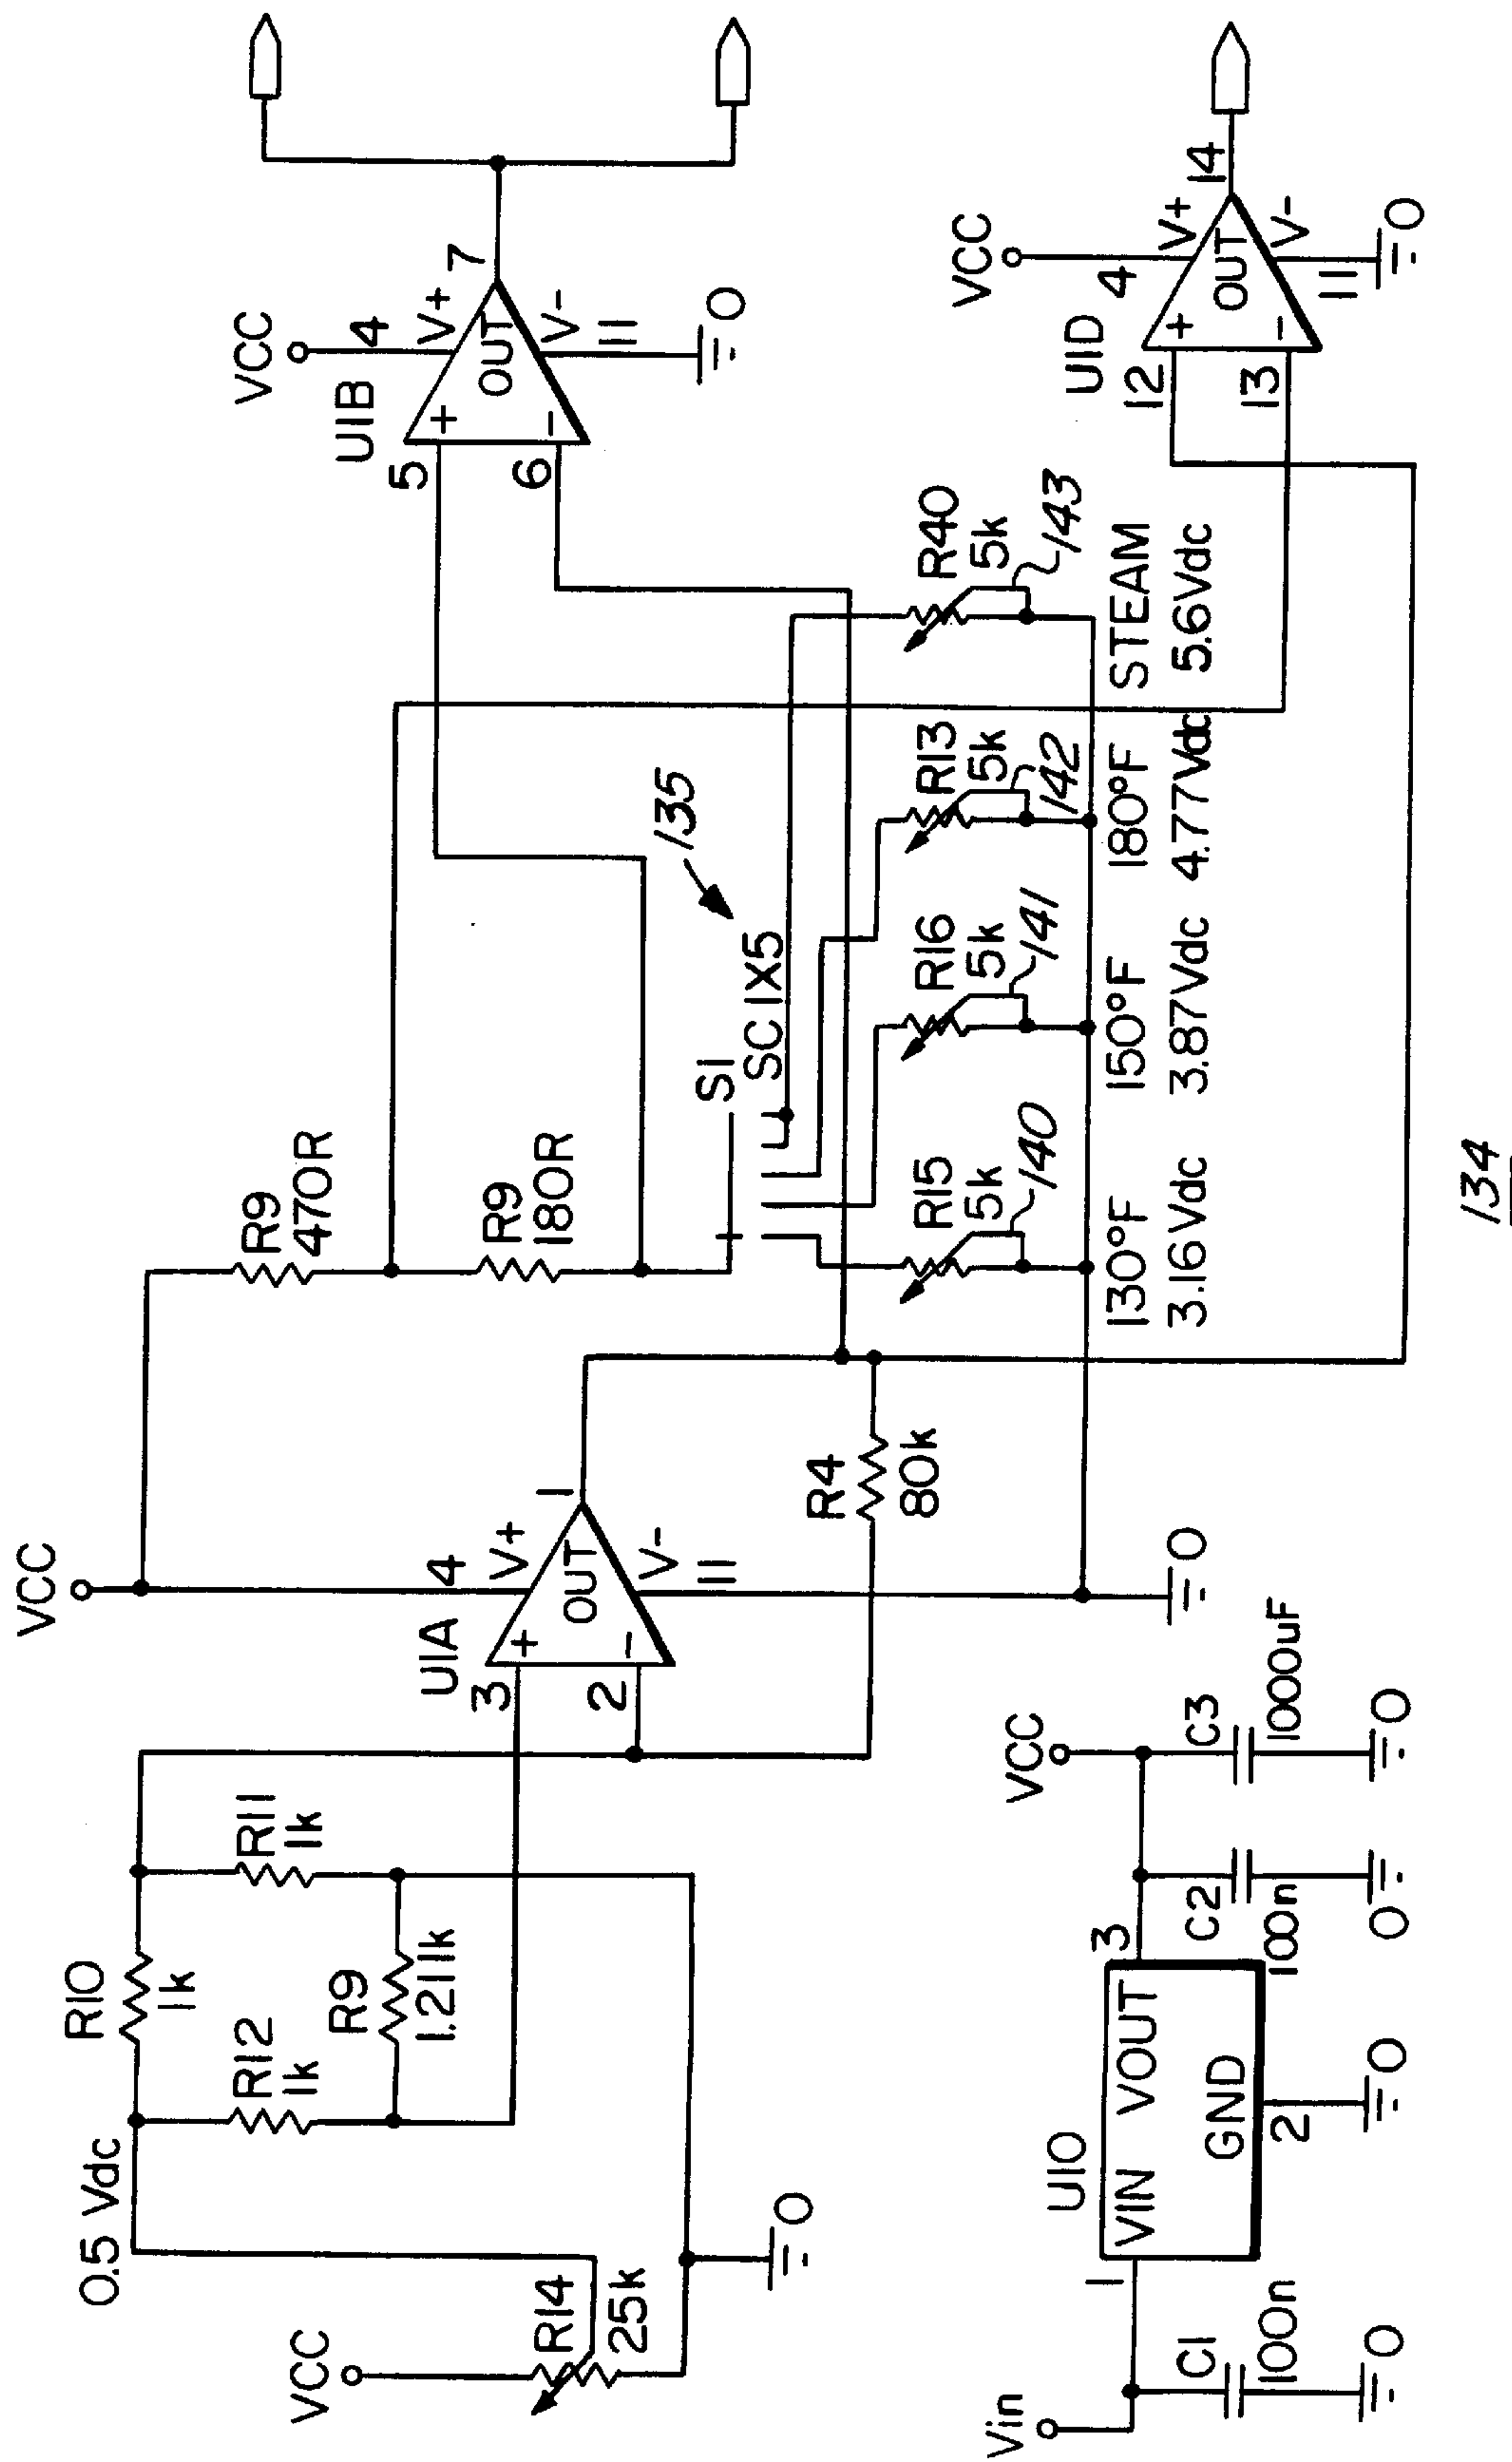 VCC
VCC
UIB
4
V+
5
+
OUT
7
6
-
V-
11
0
VCC
UIA
4
V+
3
+
OUT
1
2
-
V-
11
0
R9
470R
R9
180R
0.5 Vdc
R10
1k
R12
1k
R11
1k
R9
1.211k
VCC
R14
25k
0
R4
80k
S1
SC 1X5
135
R15
5k
140
R16
5k
141
R13
5k
142
R40
5k
143
130°F
3.16Vdc
150°F
3.87Vdc
180°F
4.77Vdc
STEAM
5.6Vdc
VCC
UID
4
V+
12
+
OUT
14
13
-
V-
11
0
Vin
C1
100n
0
1
U10
VIN
VOUT
GND
2
0
3
C2
100n
0
VCC
C3
1000uF
0
134